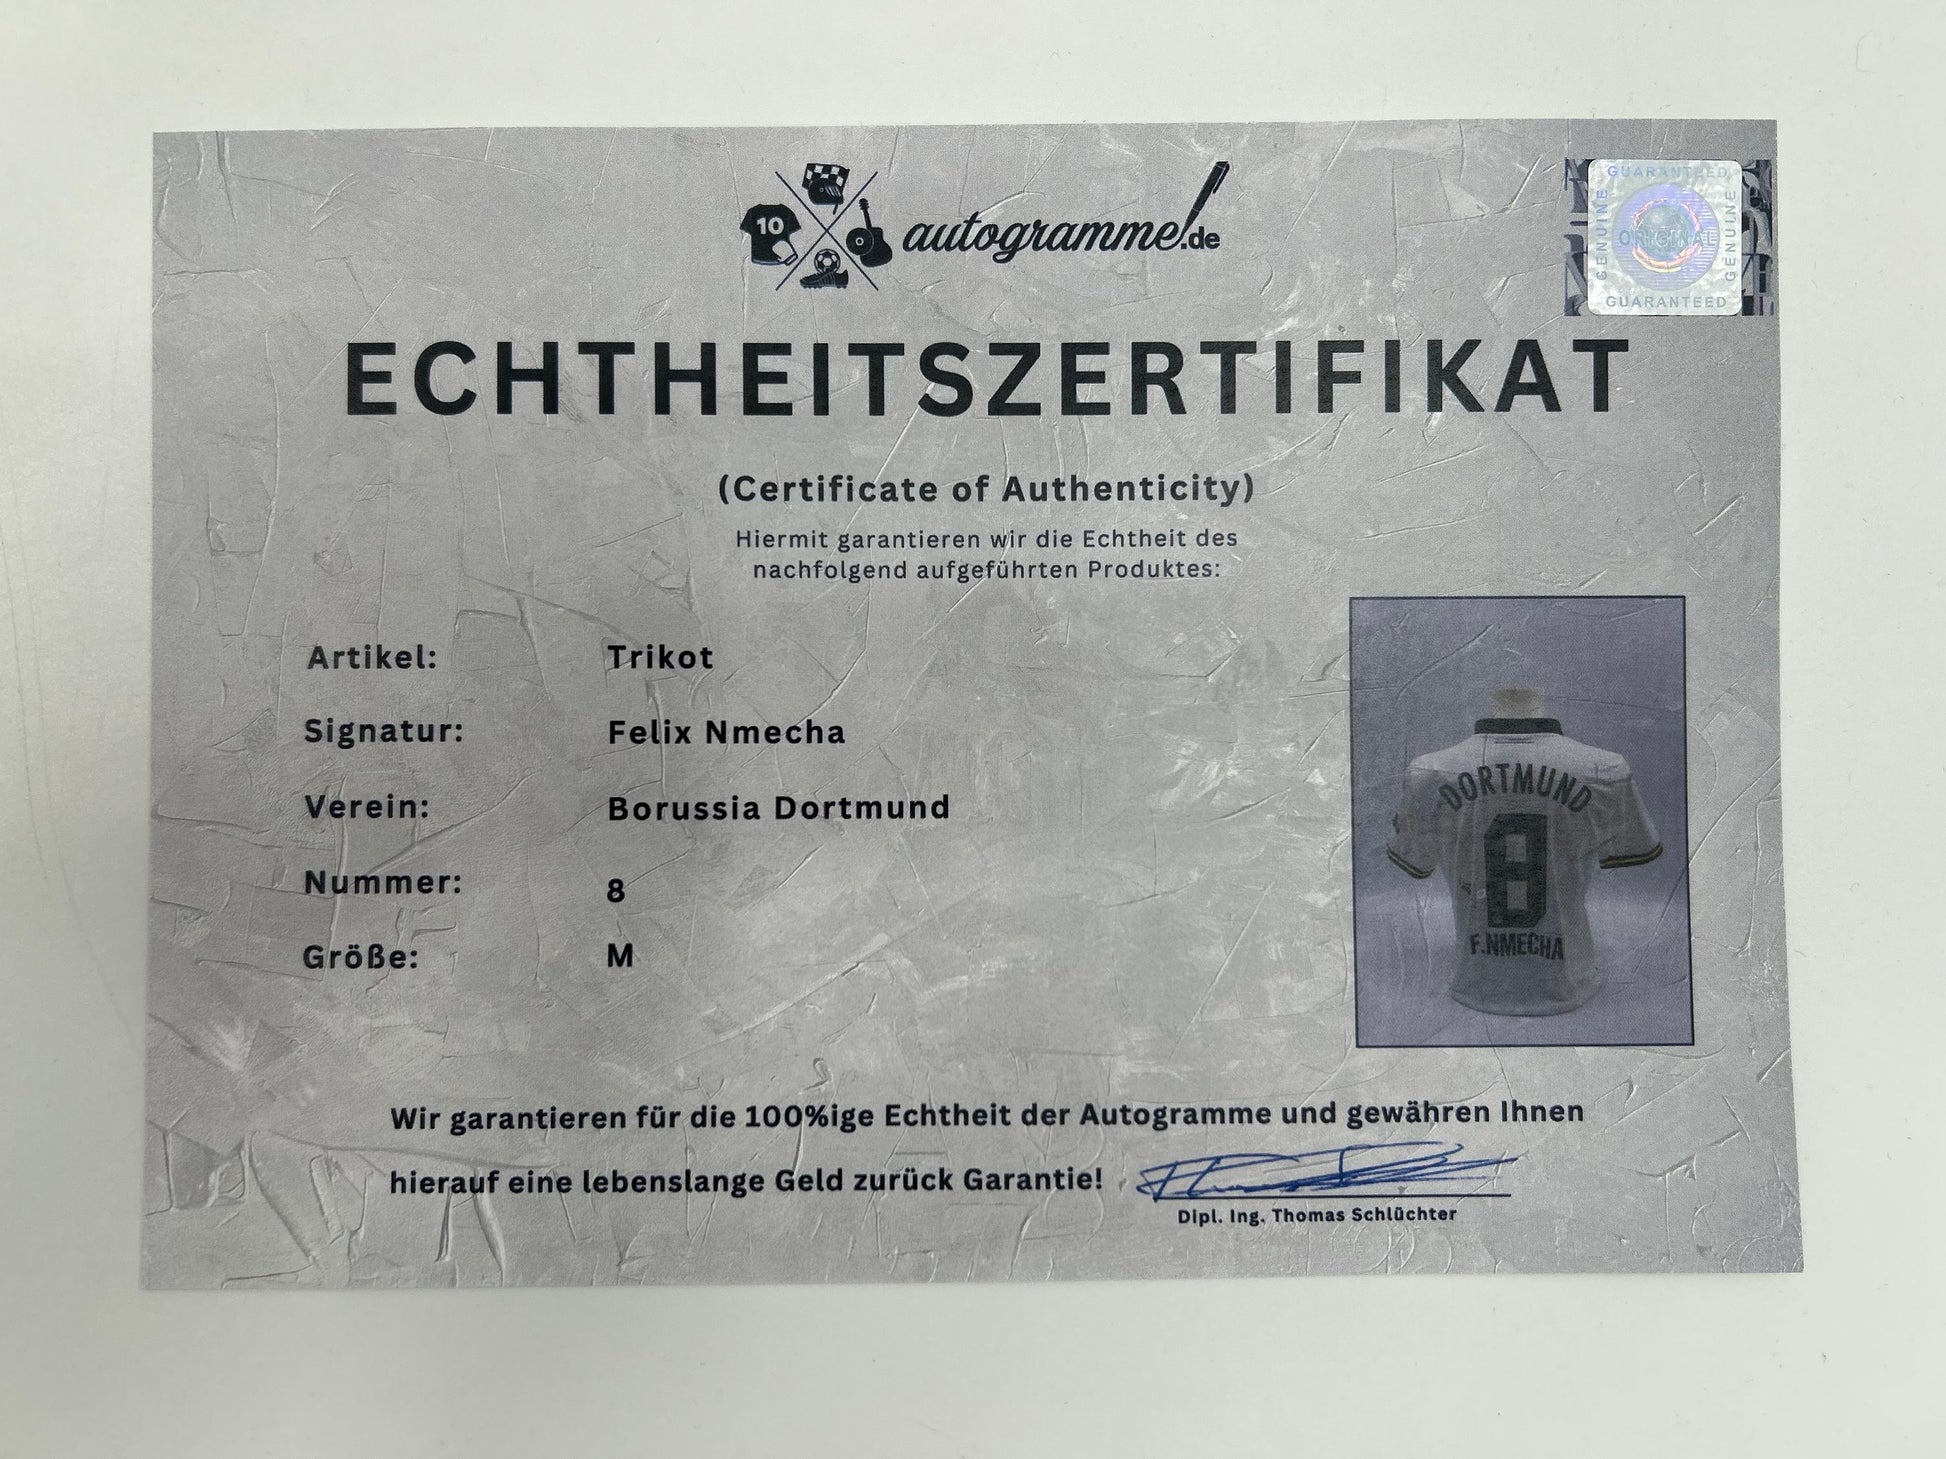 10
autogramme.de
GUARANTEED
GENUINE
ORIGINAL
GENUINE
GUARANTEED
ECHTHEITSZERTIFIKAT
(Certificate of Authenticity)
Hiermit garantieren wir die Echtheit des
nachfolgend aufgeführten Produktes:
Artikel: Trikot
Signatur: Felix Nmecha
Verein: Borussia Dortmund
Nummer: 8
Größe: M
DORTMUND
8
F.NMECHA
Wir garantieren für die 100%ige Echtheit der Autogramme und gewähren Ihnen
hierauf eine lebenslange Geld zurück Garantie!
Dipl. Ing. Thomas Schlüchter